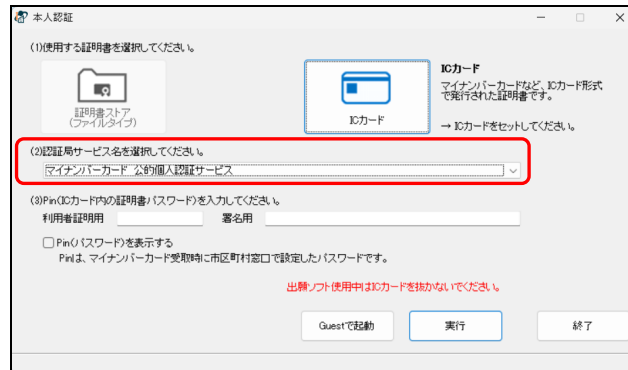 本人認証
(1)使用する証明書を選択してください。
証明書ストア
(ファイルタイプ)
ICカード
ICカード
マイナンバーカードなど、ICカード形式
で発行された証明書です。
→ ICカードをセットしてください。
(2)認証局サービス名を選択してください。
マイナンバーカード 公的個人認証サービス
(3)Pin(ICカード内の証明書パスワード)を入力してください。
利用者証明用 署名用
Pin(パスワード)を表示する
Pinは、マイナンバーカード受取時に市区町村窓口で設定したパスワードです。
出願ソフト使用中はICカードを抜かないでください。
Guestで起動 実行 終了